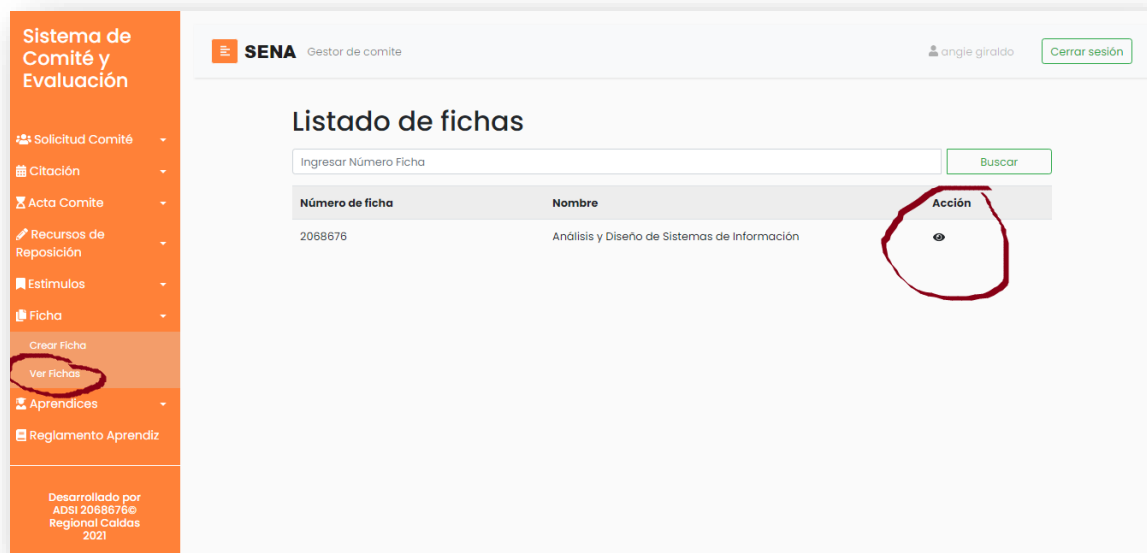 Sistema de
Comité y
Evaluación
Solicitud Comité
Citación
Acta Comite
Recursos de
Reposición
Estimulos
Ficha
Crear Ficha
Ver Fichas
Aprendices
Reglamento Aprendiz
Desarrollado por
ADSI 2068676©
Regional Caldas
2021
SENA Gestor de comite
angie giraldo
Cerrar sesión
Listado de fichas
Ingresar Número Ficha
Buscar
Número de ficha Nombre Acción
2068676 Análisis y Diseño de Sistemas de Información